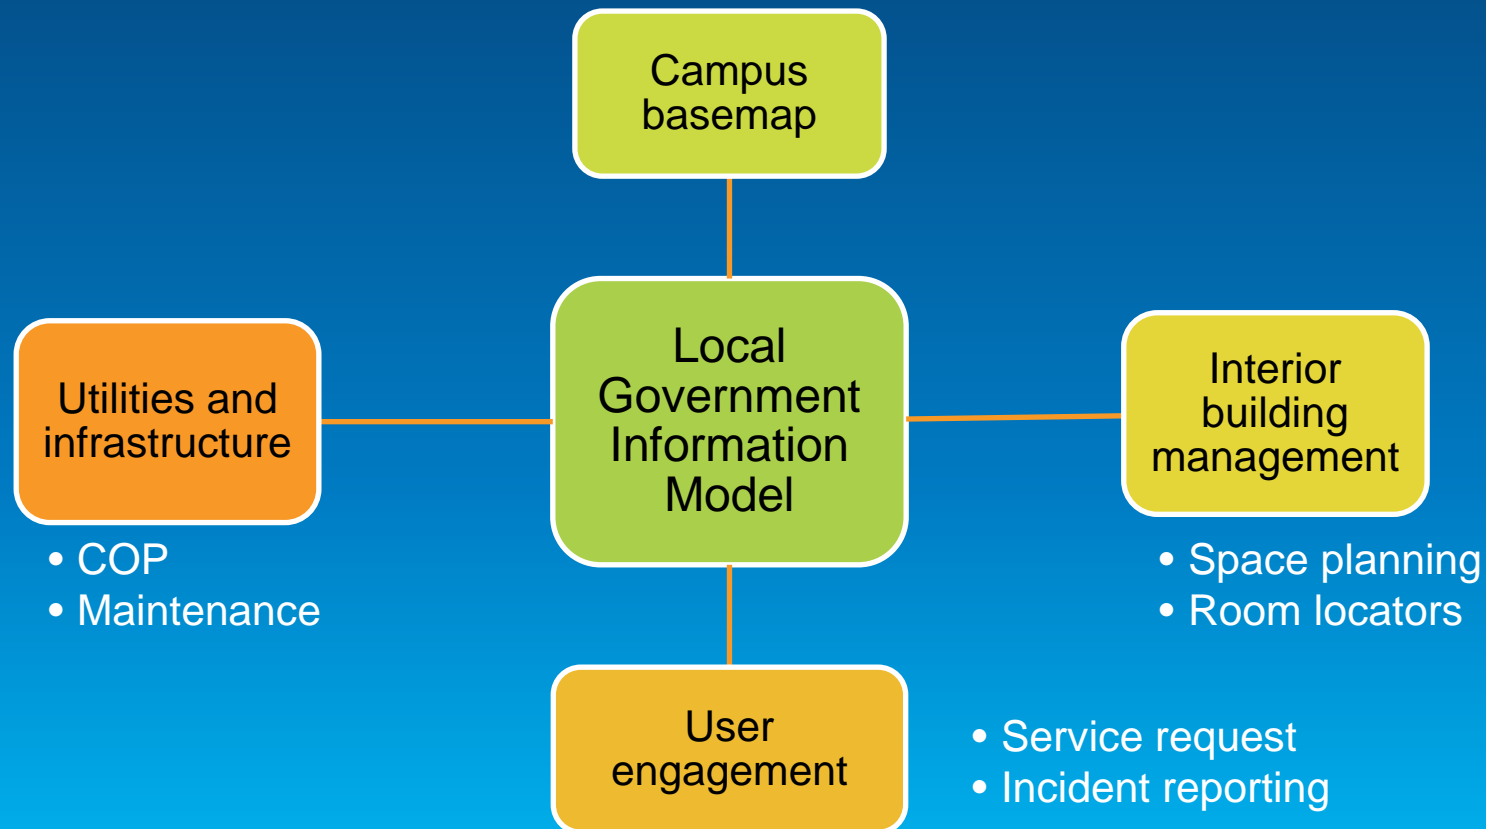 Campus
basemap
Local
Government
Information
Model
Utilities and
infrastructure
• COP
• Maintenance
Interior
building
management
• Space planning
• Room locators
User
engagement
• Service request
• Incident reporting